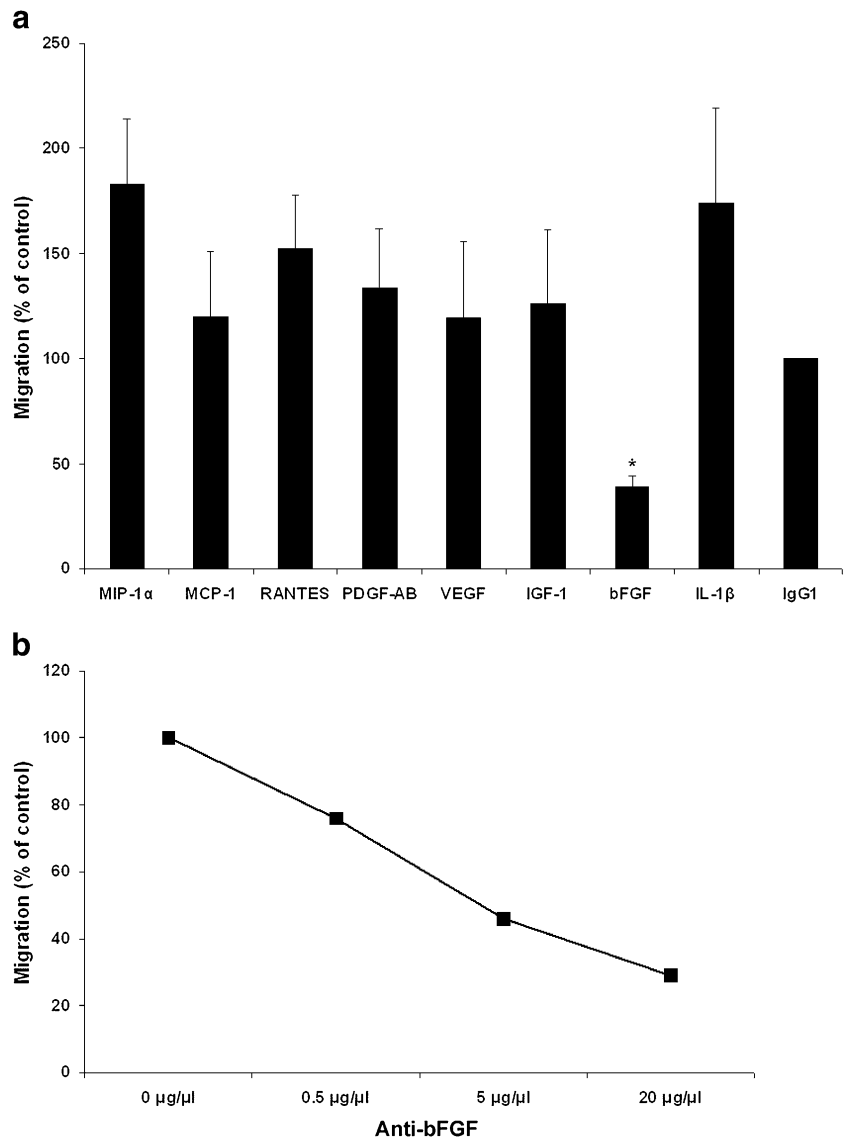 a
Migration (% of control)
250
200
150
100
50
0
*
MIP-1α MCP-1 RANTES PDGF-AB VEGF IGF-1 bFGF IL-1β IgG1
b
Migration (% of control)
120
100
80
60
40
20
0
0 µg/µl 0.5 µg/µl 5 µg/µl 20 µg/µl
Anti-bFGF